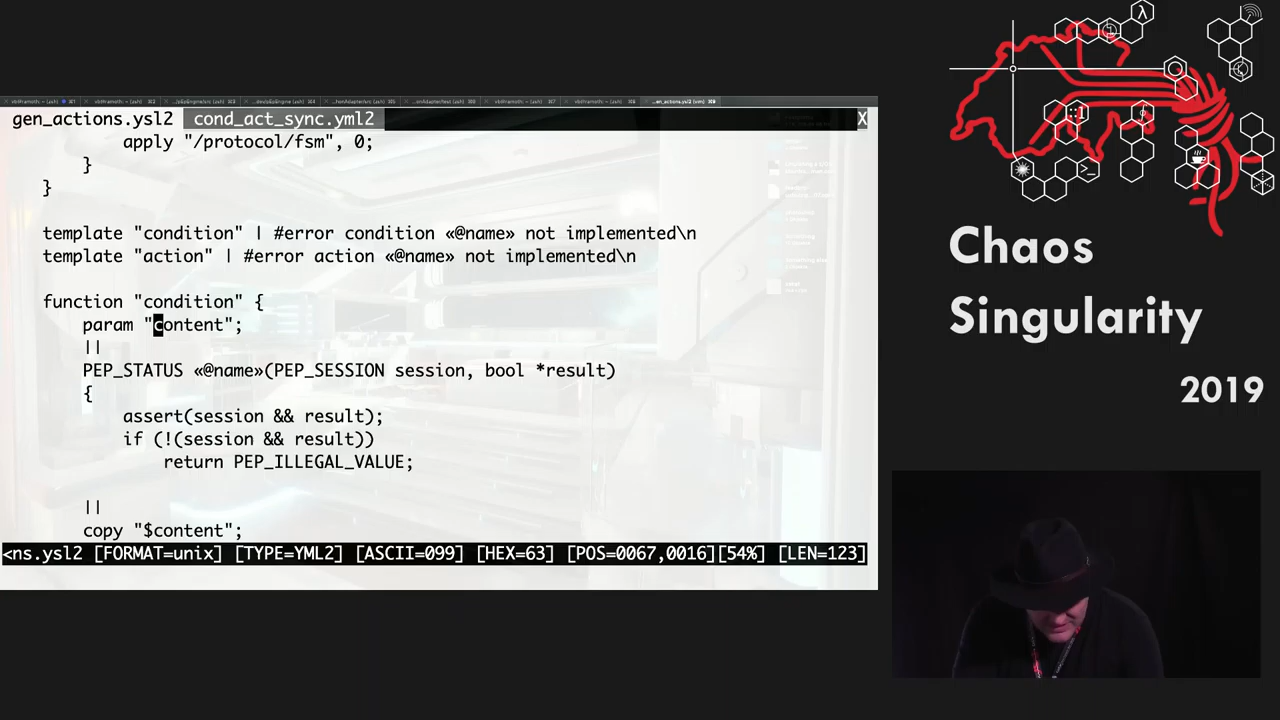 gen_actions.ysl2 cond_act_sync.yml2 X
apply "/protocol/fsm", 0;
}
}
template "condition" | #error condition «@name» not implemented\n
template "action" | #error action «@name» not implemented\n
function "condition" {
param "content";
||
PEP_STATUS «@name»(PEP_SESSION session, bool *result)
{
assert(session && result);
if (!(session && result))
return PEP_ILLEGAL_VALUE;
||
copy "$content";
<ns.ysl2 [FORMAT=unix] [TYPE=YML2] [ASCII=099] [HEX=63] [POS=0067,0016][54%] [LEN=123]
Chaos
Singularity
2019